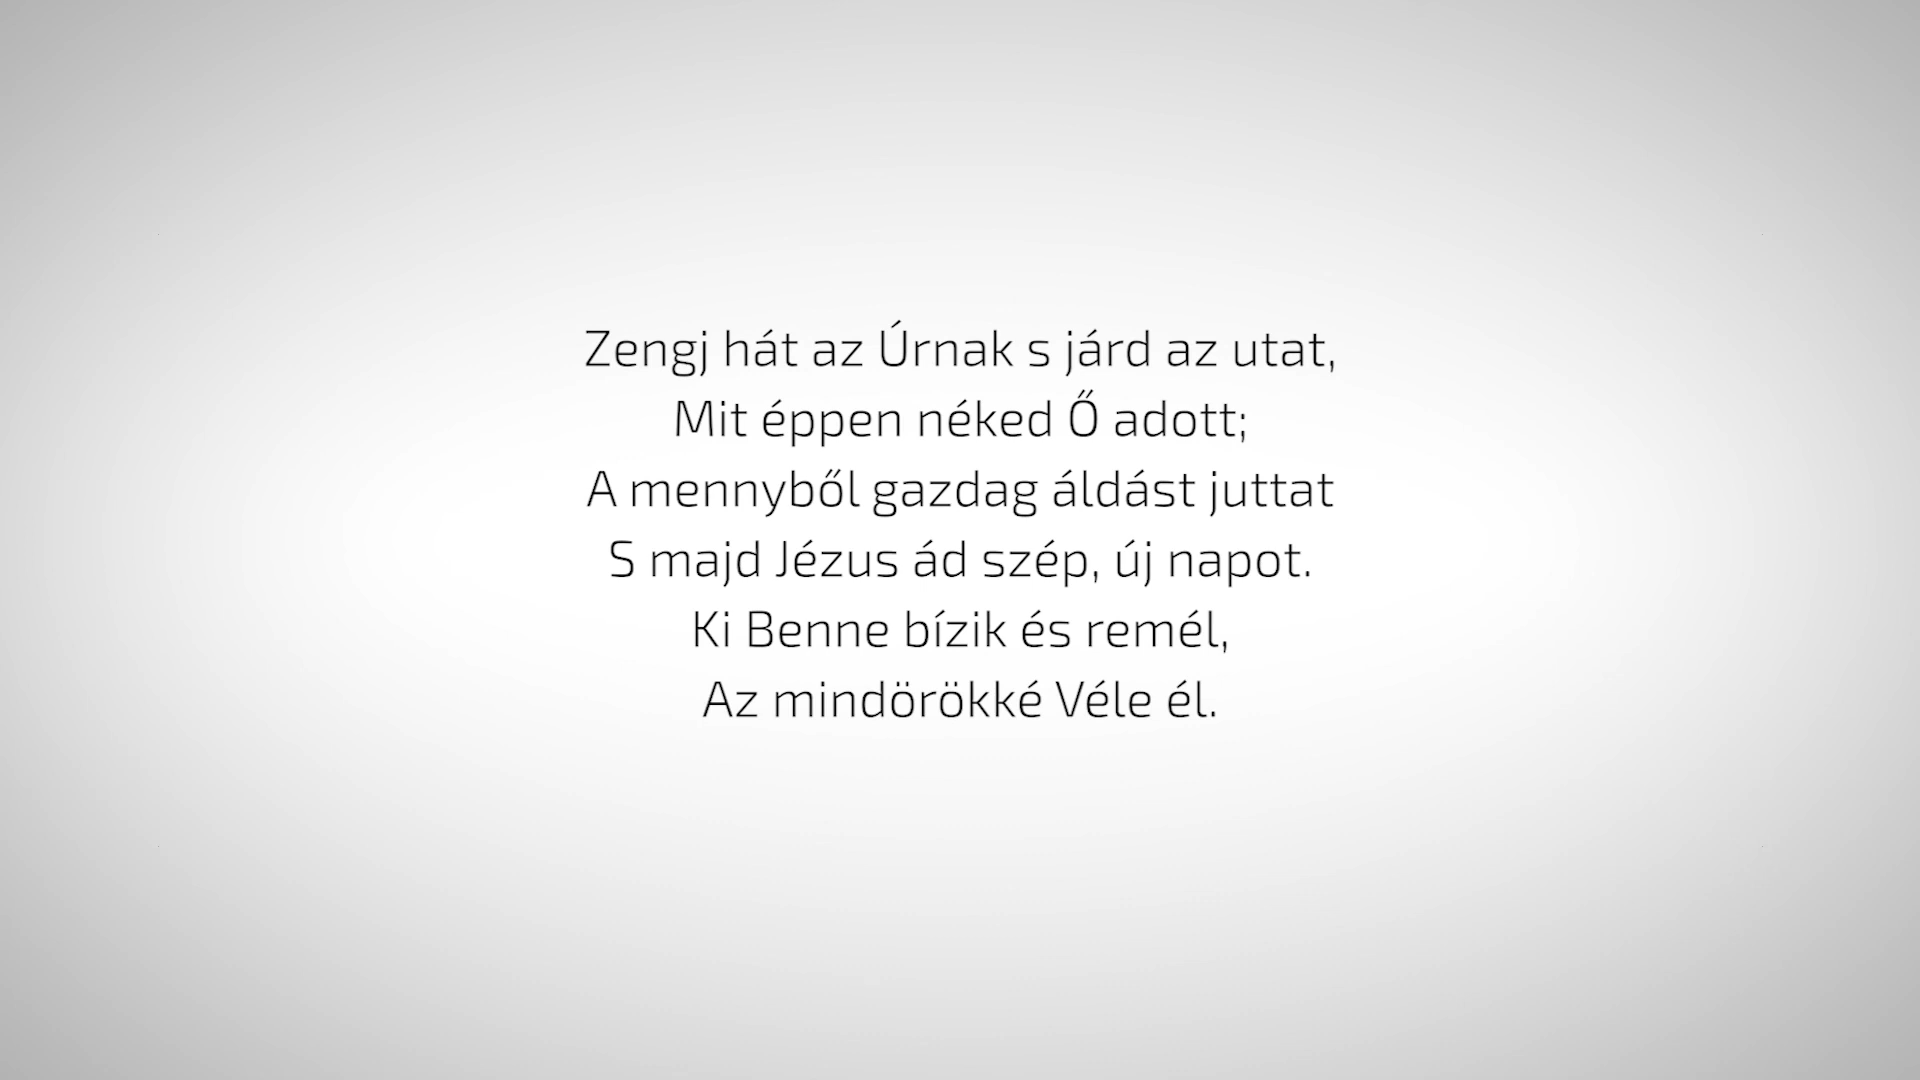 Zengj hát az Úrnak s járd az utat,
Mit éppen néked Ő adott;
A mennyből gazdag áldást juttat
S majd Jézus ád szép, új napot.
Ki Benne bízik és remél,
Az mindörökké Véle él.